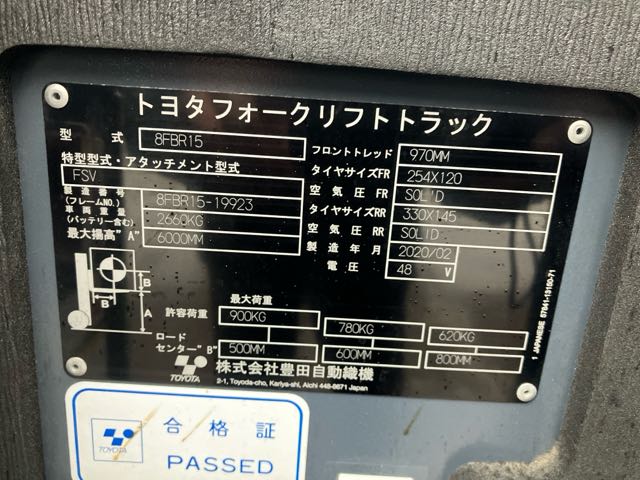 トヨタフォークリフトトラック
型 式 8FBR15
特型型式・アタッチメント型式
FSV
製造番号
(フレームNO.) 8FBR15-19923
車両重量
(バッテリー含む) 2660KG
最大揚高"A" 6000MM
フロントトレッド 970MM
タイヤサイズFR 254X120
空気圧 FR SOLID
タイヤサイズRR 330X145
空気圧 RR SOLID
製造年月 2020/02
電圧 48 V
B
B
A
最大荷重
許容荷重 900KG 780KG 620KG
ロード
センター"B" 500MM 600MM 800MM
TOYOTA
株式会社豊田自動織機
2-1, Toyoda-cho, Kariya-shi, Aichi 448-8671 Japan
1 JAPANESE 57841-13150-71
TOYOTA
合格証
PASSED